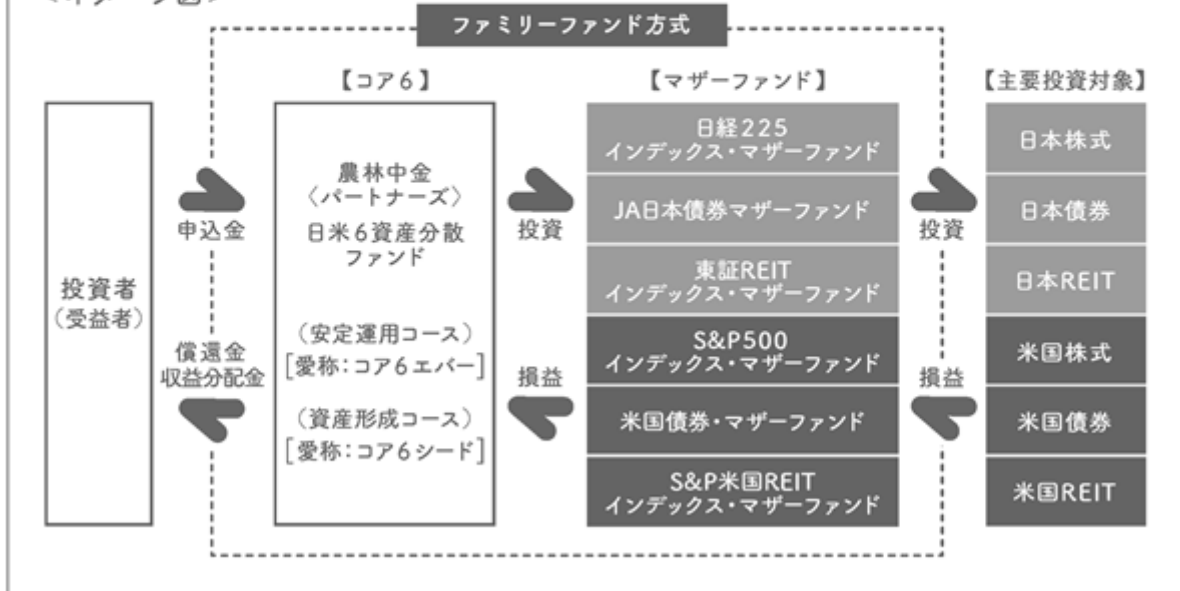 ファミリーファンド方式
【コア6】
【マザーファンド】
【主要投資対象】
投資者
（受益者）
申込金
償還金
収益分配金
農林中金
〈パートナーズ〉
日米6資産分散
ファンド
（安定運用コース）
［愛称：コア6エバー］
（資産形成コース）
［愛称：コア6シード］
投資
損益
日経225
インデックス・マザーファンド
JA日本債券マザーファンド
東証REIT
インデックス・マザーファンド
S&P500
インデックス・マザーファンド
米国債券・マザーファンド
S&P米国REIT
インデックス・マザーファンド
投資
損益
日本株式
日本債券
日本REIT
米国株式
米国債券
米国REIT